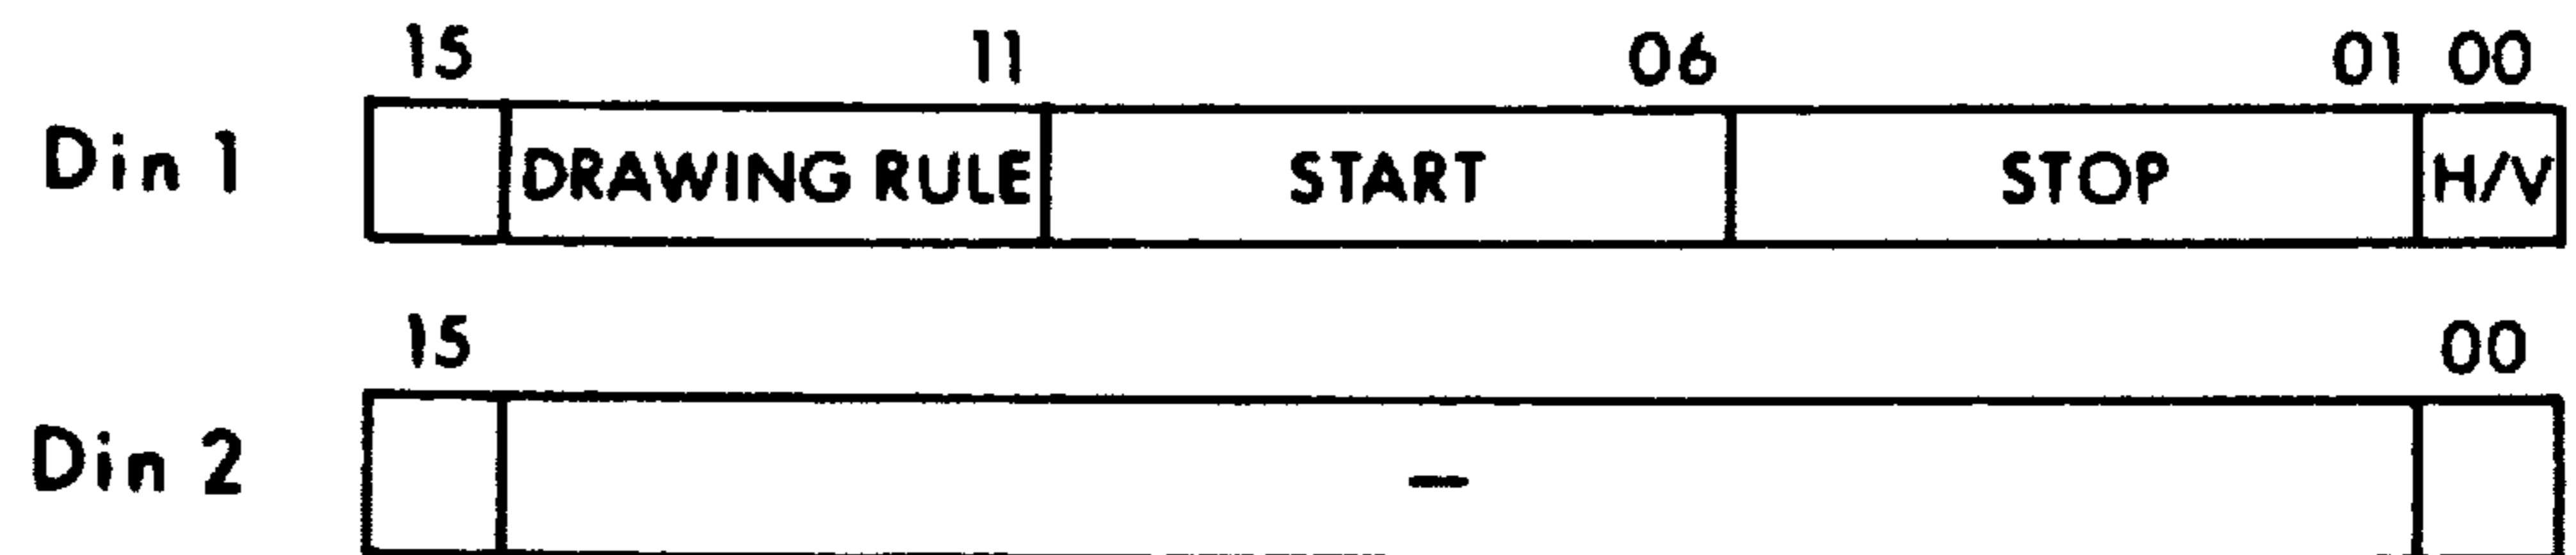 15 11 06 01 00
Din 1 DRAWING RULE START STOP H/V
15 00
Din 2 –